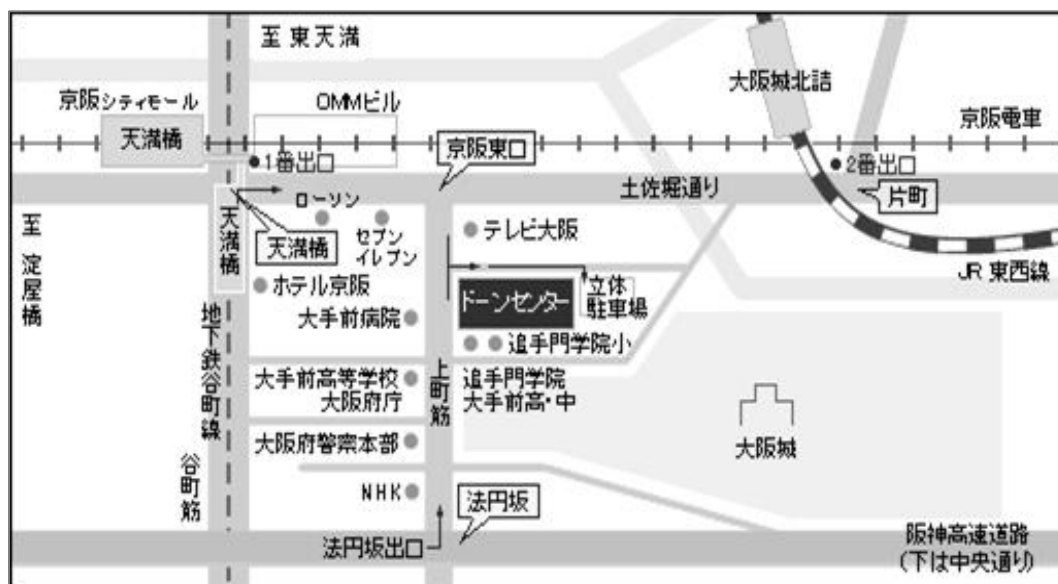 至 東天満
大阪城北詰
京阪シティモール
OMMビル
京阪電車
天満橋
京阪東口
1番出口
2番出口
土佐堀通り
片町
ローソン
至 淀屋橋
天満橋
天満橋
セブン
イレブン
テレビ大阪
JR 東西線
ホテル京阪
ドーンセンター
立体
駐車場
大手前病院
地下鉄谷町線
追手門学院小
上町筋
大手前高等学校
大阪府庁
追手門学院
大手前高・中
大阪府警察本部
大阪城
谷町筋
NHK
法円坂
法円坂出口
阪神高速道路
(下は中央通り)